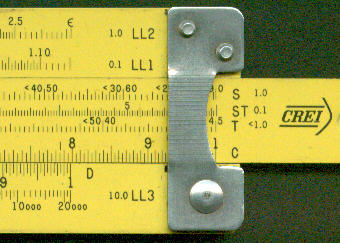 2.5 ϵ 1.0 LL2
1.10 0.1 LL1
<40.50 <30.60 <2 0.0 S 1.0
5 4.5 ST 0.1
<50.40 T <1.0
CREI
8 9 1 C
9 1 D
10000 20000 10.0 LL3